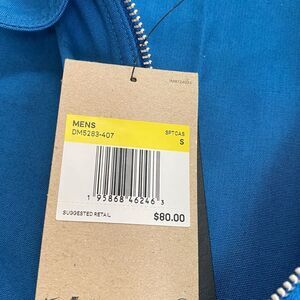 MENS
DM5283-407
SPTCAS
S
1 95868 46246 3
SUGGESTED RETAIL
$80.00